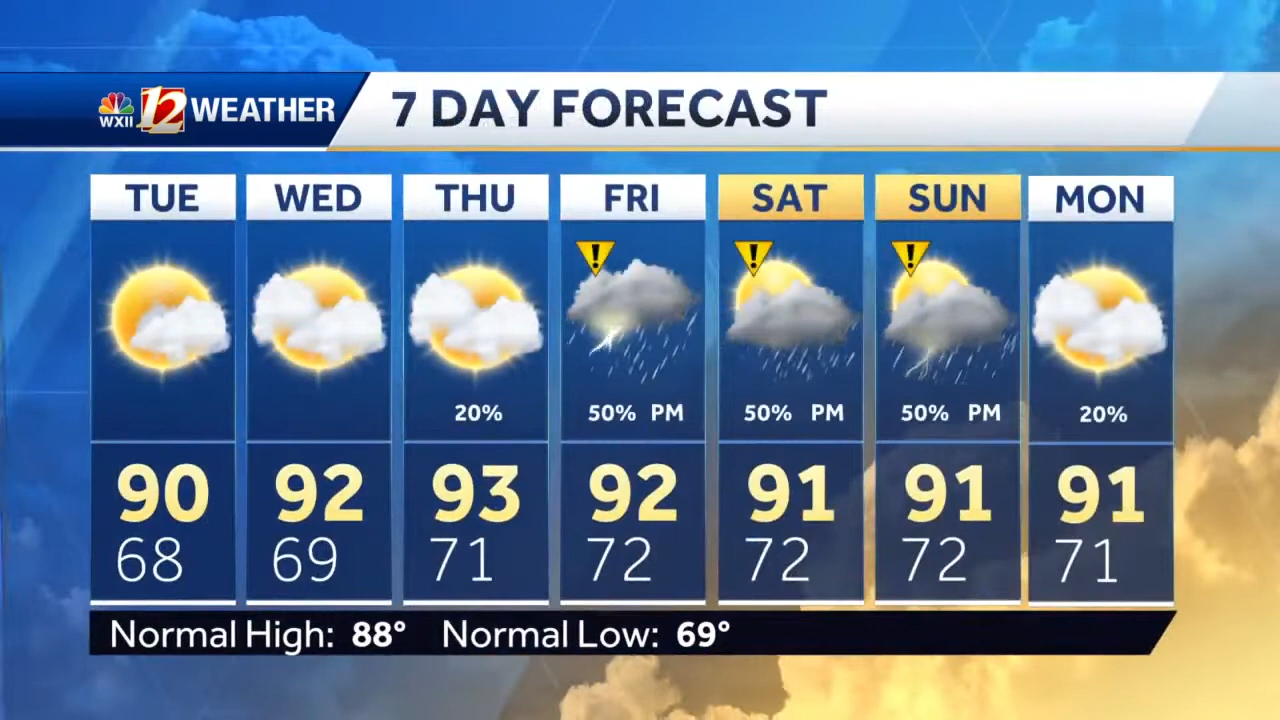 WXII 12 WEATHER
7 DAY FORECAST
TUE WED THU FRI SAT SUN MON
! ! !
20% 50% PM 50% PM 50% PM 20%
90 92 93 92 91 91 91
68 69 71 72 72 72 71
Normal High: 88° Normal Low: 69°